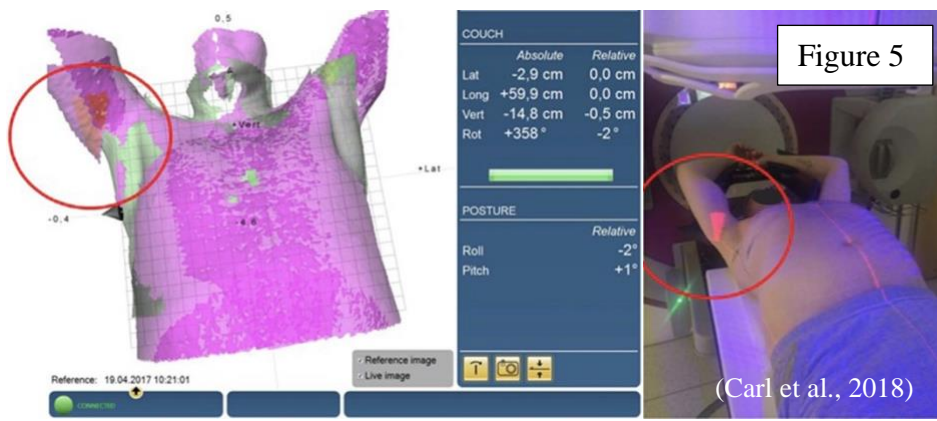 0,5
+Vert
+Lat
-0,4
Reference image
Live image
Reference: 19.04.2017 10:21:01
CONNECTED
COUCH
Absolute Relative
Lat -2,9 cm 0,0 cm
Long +59,9 cm 0,0 cm
Vert -14,8 cm -0,5 cm
Rot +358° -2°
POSTURE
Relative
Roll -2°
Pitch +1°
Figure 5
(Carl et al., 2018)